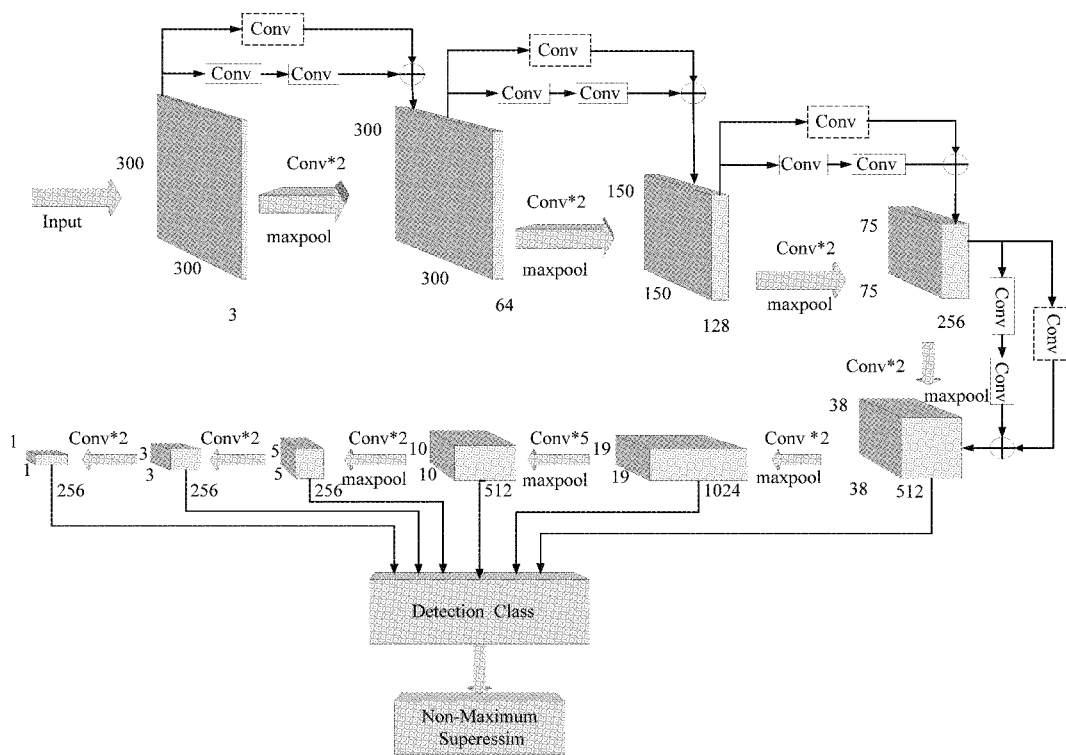 Conv
Conv
Conv
Conv
Conv
Conv
Conv
Conv
Conv
300
300
3
300
300
64
150
150
128
75
75
256
Input
Conv*2
maxpool
Conv*2
maxpool
Conv*2
maxpool
Conv
Conv
Conv
Conv*2
maxpool
38
38
512
Conv *2
maxpool
19
19
1024
Conv*5
maxpool
10
10
512
Conv*2
maxpool
5
5
256
Conv*2
3
3
256
Conv*2
1
1
256
Detection Class
Non-Maximum
Superessim